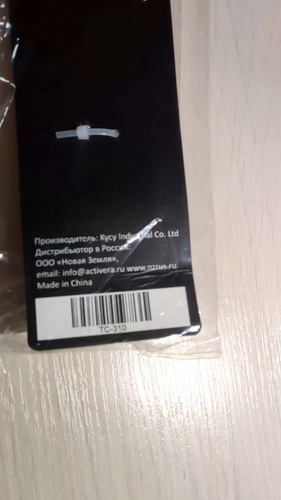 Производитель: Kycy Industrial Co. Ltd
Дистрибьютор в России:
ООО «Новая Земля»,
email: info@activera.ru www.nzrus.ru
Made in China
TC-310